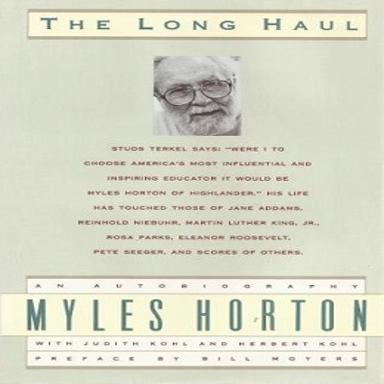 THE LONG HAUL
STUDS TERKEL SAYS: "WERE I TO
CHOOSE AMERICA'S MOST INFLUENTIAL AND
INSPIRING EDUCATOR IT WOULD BE
MYLES HORTON OF HIGHLANDER." HIS LIFE
HAS TOUCHED THOSE OF JANE ADDAMS,
REINHOLD NIEBUHR, MARTIN LUTHER KING, JR.,
ROSA PARKS, ELEANOR ROOSEVELT,
PETE SEEGER, AND SCORES OF OTHERS.
AN AUTOBIOGRAPHY
MYLES HORTON
WITH JUDITH KOHL AND HERBERT KOHL
PREFACE BY BILL MOYERS